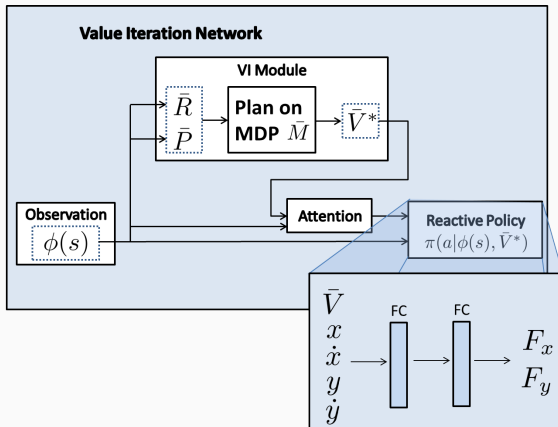 Value Iteration Network
VI Module
R̄
P̄
Plan on
MDP M̄
V̄*
Observation
ϕ(s)
Attention
Reactive Policy
π(a|ϕ(s), V̄*)
V̄
x
ẋ
y
ẏ
FC
FC
F_x
F_y